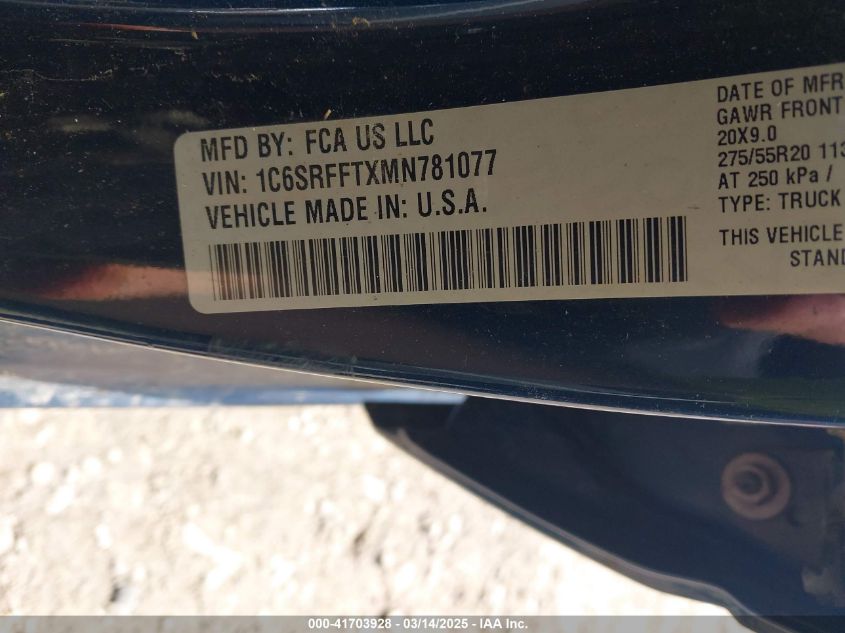 MFD BY: FCA US LLC
VIN: 1C6SRFFTXMN781077
VEHICLE MADE IN: U.S.A.
DATE OF MFR
GAWR FRONT
20X9.0
275/55R20 113
AT 250 kPa /
TYPE: TRUCK
THIS VEHICLE
STAND
000-41703928 - 03/14/2025 - IAA Inc.